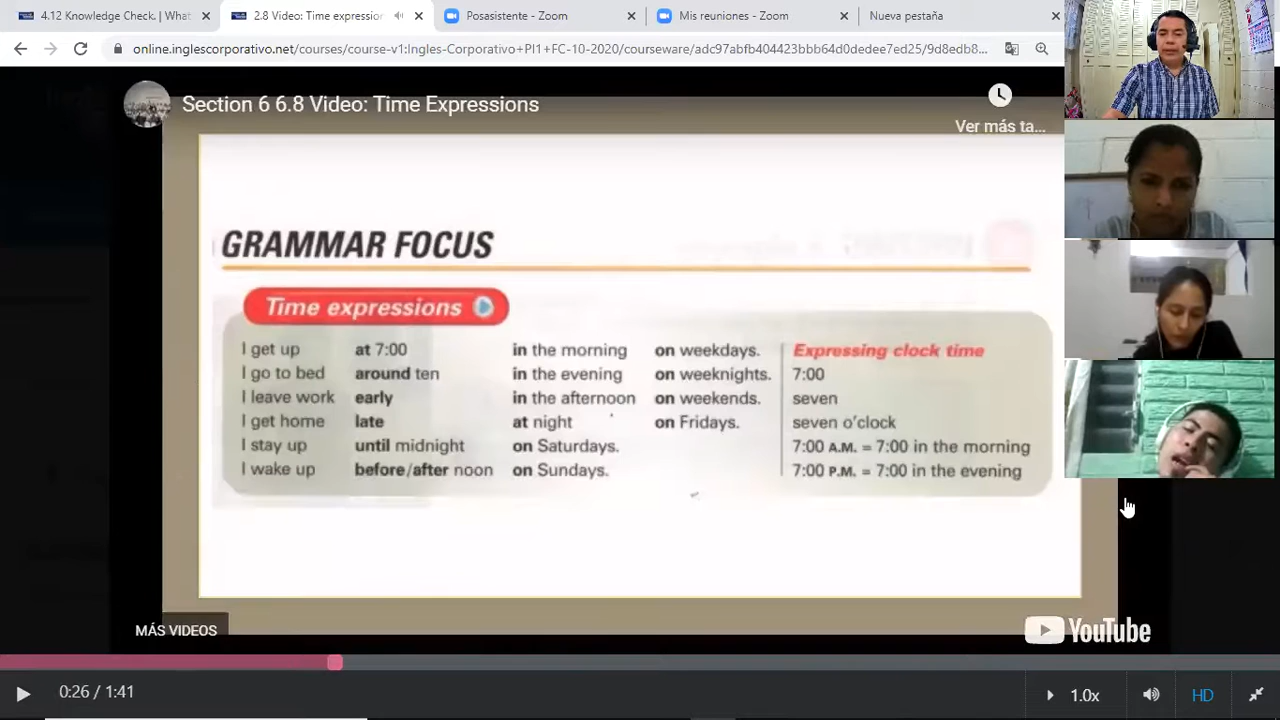 4.12 Knowledge Check. | What
2.8 Video: Time expressio
asistente - Zoom
Mis reuniones - Zoom
Nueva pestaña
online.inglescorporativo.net/courses/course-v1:Ingles-Corporativo+PI1+FC-10-2020/courseware/adc97abfb404423bbb64d0dedee7eb25/9d8edb8...
Section 6 6.8 Video: Time Expressions
Ver más ta...
GRAMMAR FOCUS
Time expressions
I get up at 7:00 in the morning on weekdays. Expressing clock time
I go to bed around ten in the evening on weeknights. 7:00
I leave work early in the afternoon on weekends. seven
I get home late at night on Fridays. seven o'clock
I stay up until midnight on Saturdays. 7:00 A.M. = 7:00 in the morning
I wake up before/after noon on Sundays. 7:00 P.M. = 7:00 in the evening
MÁS VIDEOS
YouTube
0:26 / 1:41
1.0x
HD